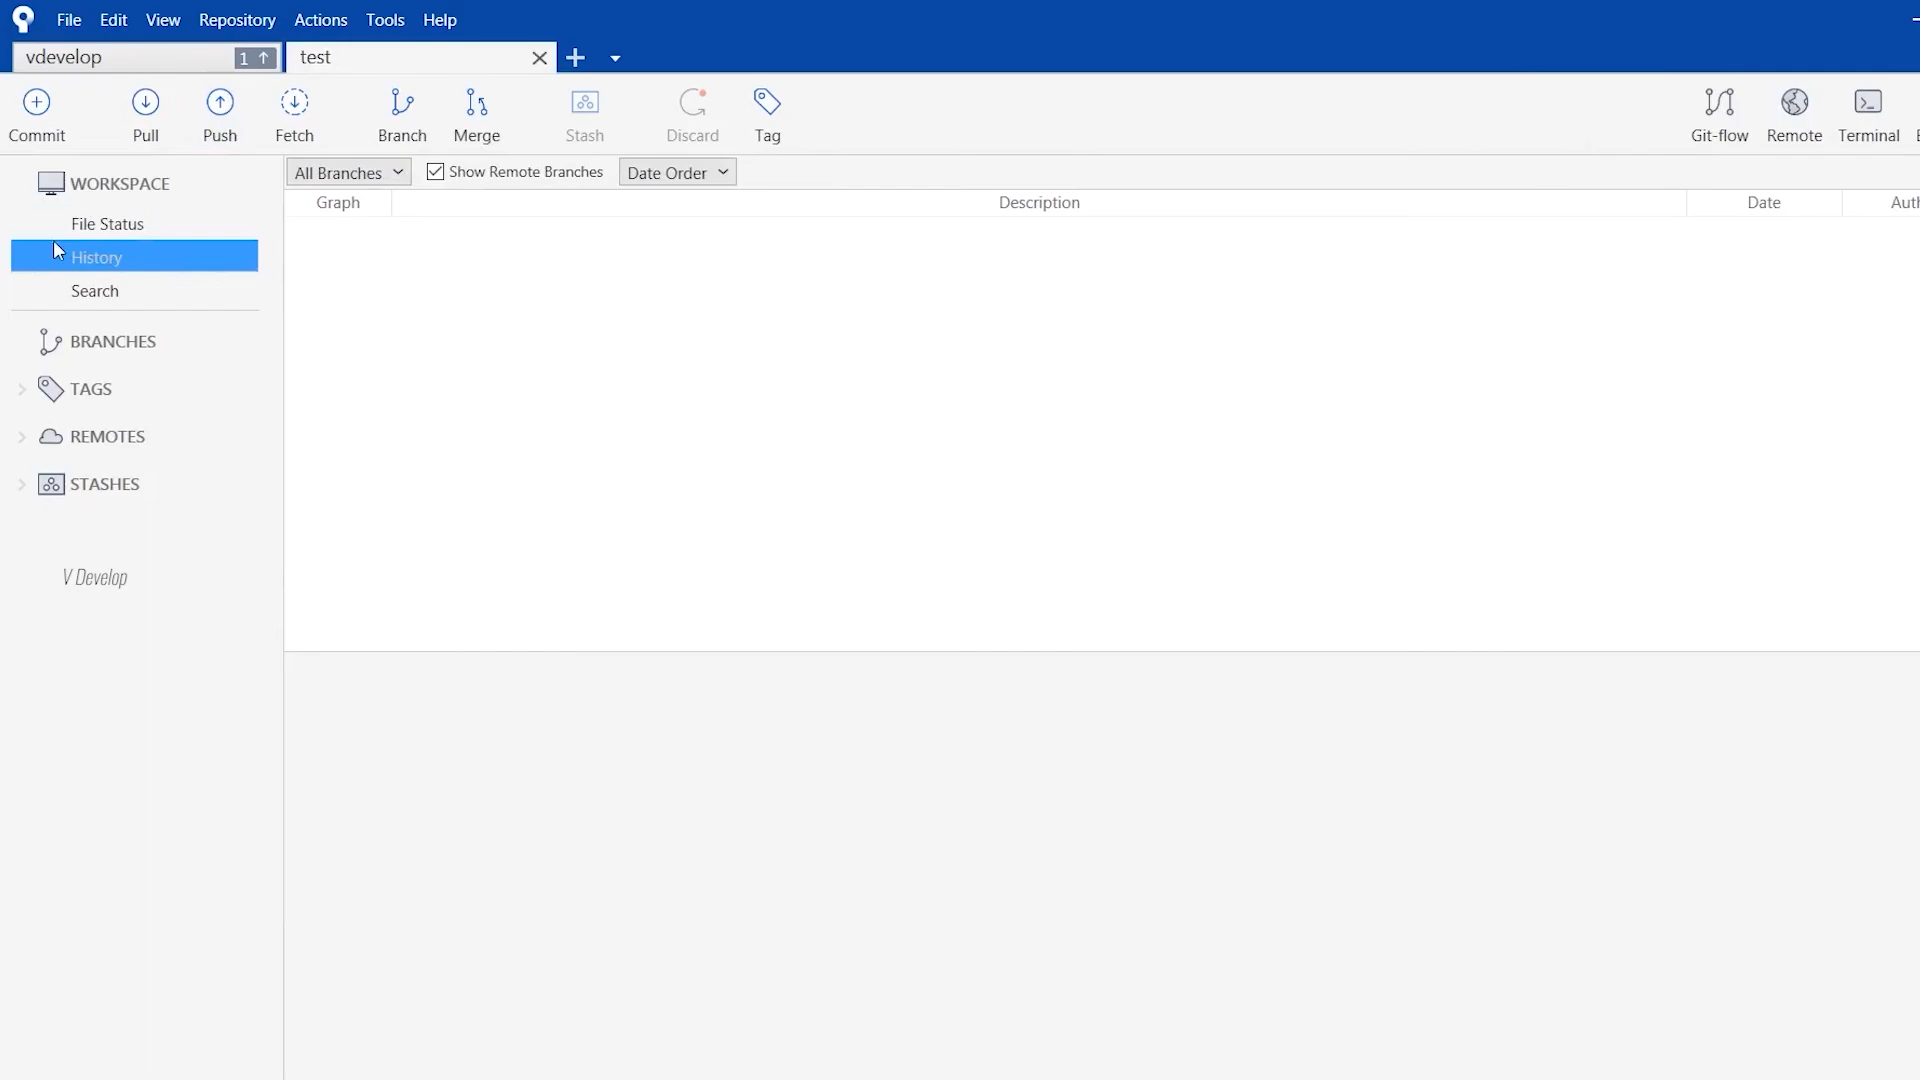 File Edit View Repository Actions Tools Help
vdevelop 1 test
Commit Pull Push Fetch Branch Merge Stash Discard Tag Git-flow Remote Terminal
WORKSPACE All Branches Show Remote Branches Date Order
Graph Description Date Auth
File Status
History
Search
BRANCHES
TAGS
REMOTES
STASHES
V Develop